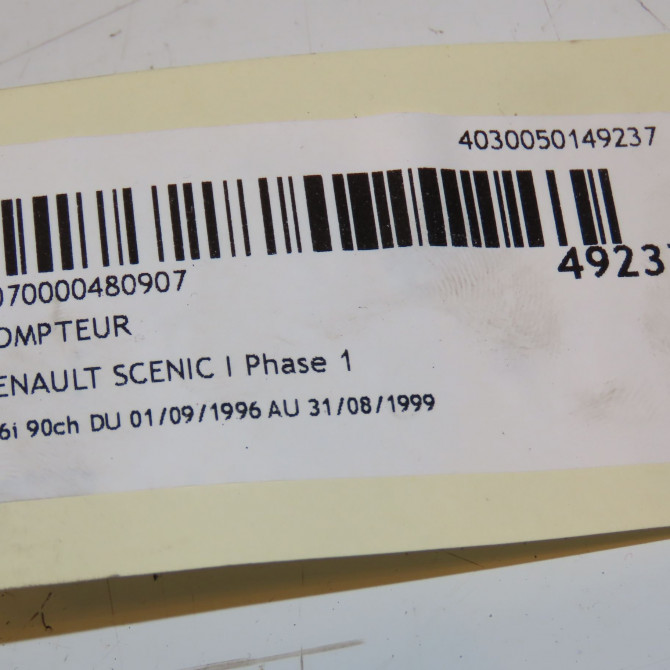 4030050149237
4923
070000480907
OMPTEUR
ENAULT SCENIC I Phase 1
6i 90ch DU 01/09/1996 AU 31/08/1999